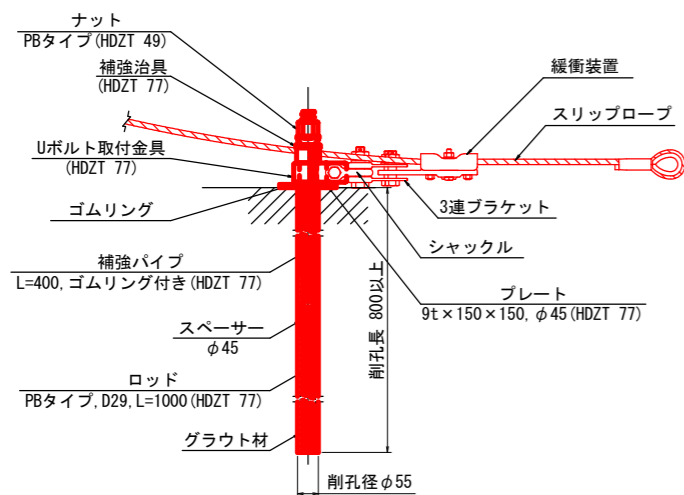 ナット
PBタイプ(HDZT 49)
補強治具
(HDZT 77)
Uボルト取付金具
(HDZT 77)
ゴムリング
補強パイプ
L=400,ゴムリング付き(HDZT 77)
スペーサー
φ45
ロッド
PBタイプ,D29,L=1000(HDZT 77)
グラウト材
緩衝装置
スリップロープ
3連ブラケット
シャックル
プレート
9t×150×150,φ45(HDZT 77)
削孔長 800以上
削孔径φ55